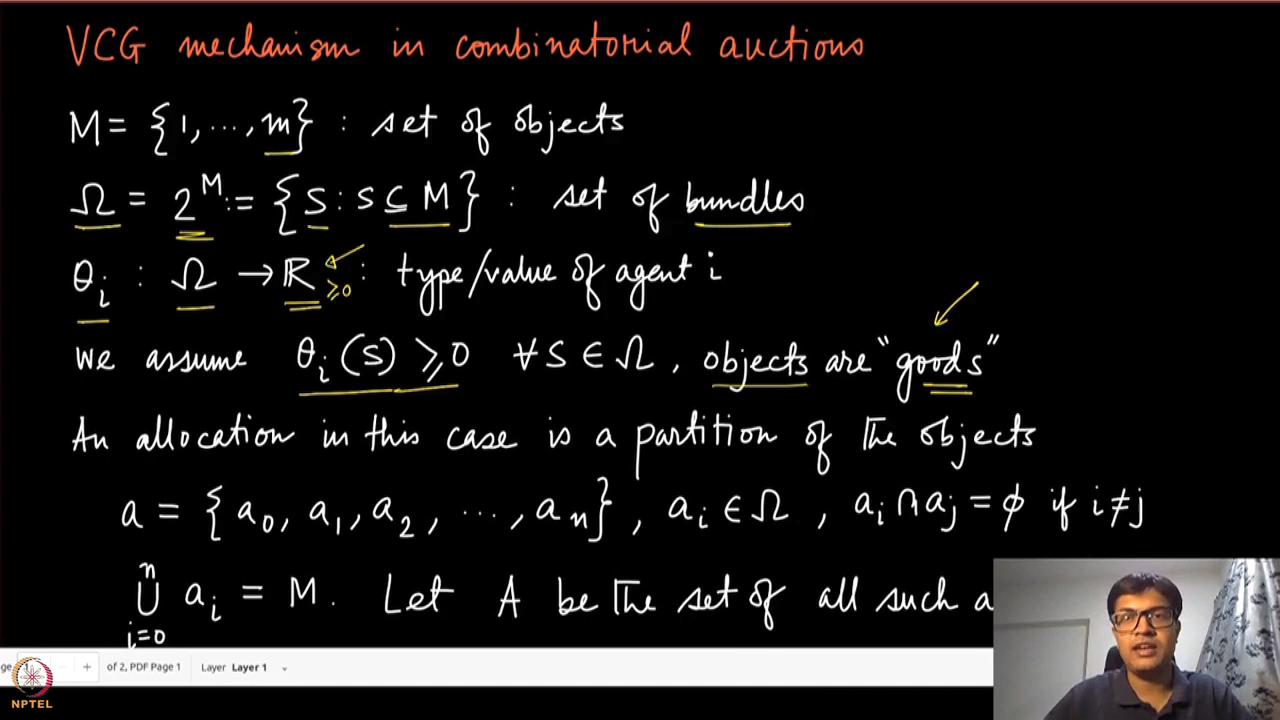 VCG mechanism in combinatorial auctions
M = {1, ..., m} : set of objects
Ω = 2^M := {S : S ⊆ M} : set of bundles
θ_i : Ω → ℝ_≥0 : type/value of agent i
we assume θ_i(S) ≥ 0 ∀ S ∈ Ω, objects are "goods"
An allocation in this case is a partition of the objects
a = {a_0, a_1, a_2, ..., a_n}, a_i ∈ Ω, a_i ∩ a_j = ϕ if i ≠ j
⋃_{i=0}^{n} a_i = M. Let A be the set of all such a
ge + of 2, PDF Page 1 Layer Layer 1
NPTEL